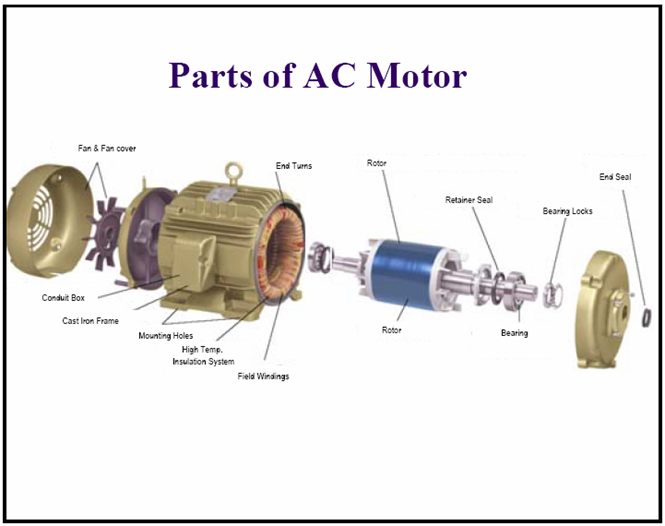 Parts of AC Motor
Fan & Fan cover
End Turns
Rotor
End Seal
Retainer Seal
Bearing Locks
Conduit Box
Cast Iron Frame
Mounting Holes
High Temp.
Insulation System
Field Windings
Rotor
Bearing